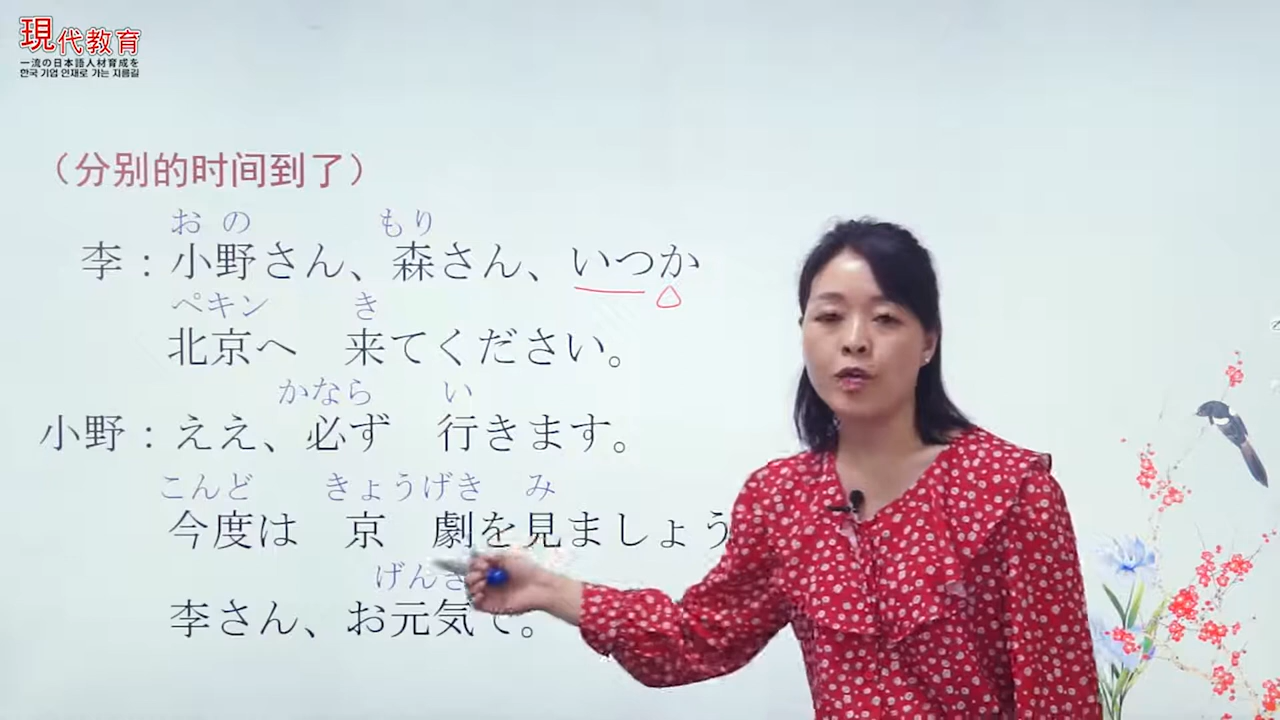 現代教育
一流の日本語人材育成を
한국 기업 인재로 가는 지름길
（分别的时间到了）
お の もり
李：小野さん、森さん、いつか
ペキン き
北京へ 来てください。
かなら い
小野：ええ、必ず 行きます。
こんど きょうげき み
今度は 京 劇を見ましょう
げんき
李さん、お元気で。